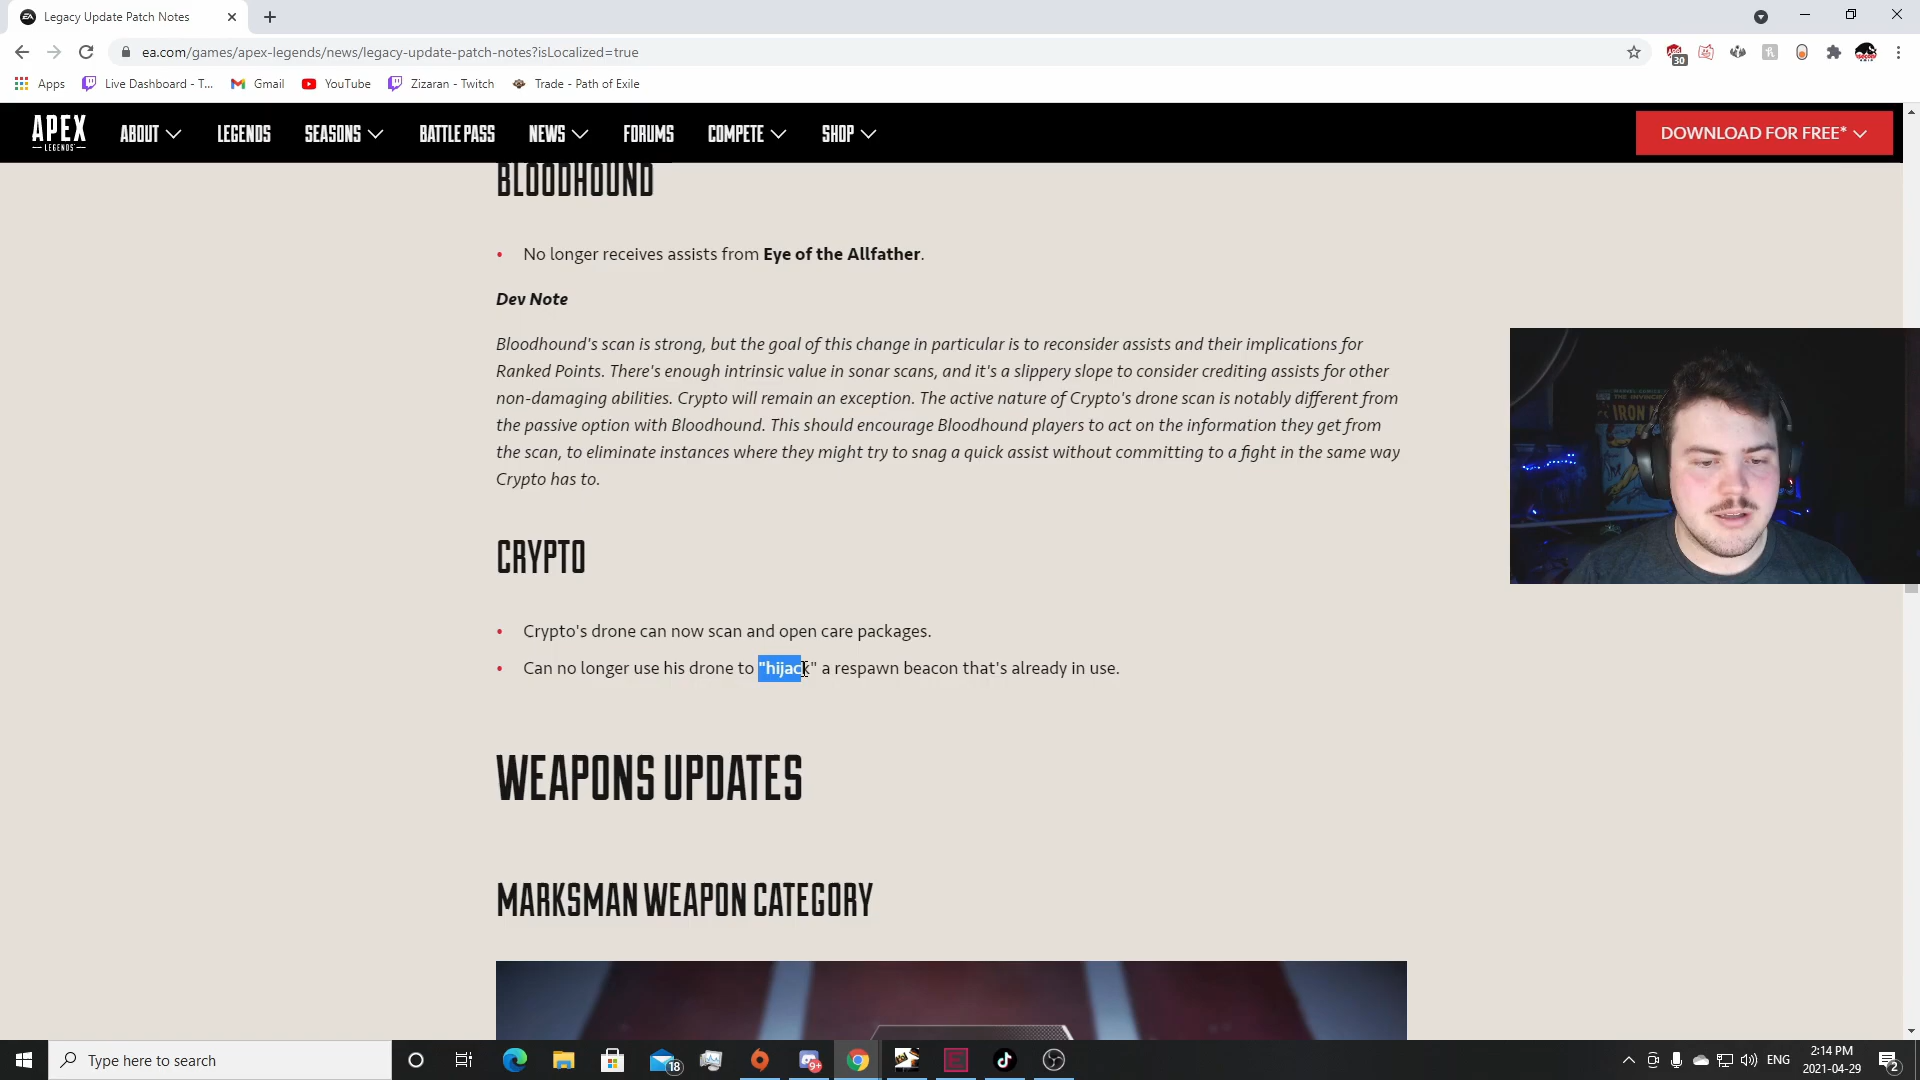 Legacy Update Patch Notes
ea.com/games/apex-legends/news/legacy-update-patch-notes?isLocalized=true
30
Apps
Live Dashboard - T...
Gmail
YouTube
Zizaran - Twitch
Trade - Path of Exile
APEX
LEGENDS
ABOUT
LEGENDS
SEASONS
BATTLE PASS
NEWS
FORUMS
COMPETE
SHOP
DOWNLOAD FOR FREE*
BLOODHOUND
• No longer receives assists from Eye of the Allfather.
Dev Note
Bloodhound's scan is strong, but the goal of this change in particular is to reconsider assists and their implications for
Ranked Points. There's enough intrinsic value in sonar scans, and it's a slippery slope to consider crediting assists for other
non-damaging abilities. Crypto will remain an exception. The active nature of Crypto's drone scan is notably different from
the passive option with Bloodhound. This should encourage Bloodhound players to act on the information they get from
the scan, to eliminate instances where they might try to snag a quick assist without committing to a fight in the same way
Crypto has to.
IRON
CRYPTO
• Crypto's drone can now scan and open care packages.
• Can no longer use his drone to "hijack" a respawn beacon that's already in use.
WEAPONS UPDATES
MARKSMAN WEAPON CATEGORY
Type here to search
18
9+
ENG
2:14 PM
2021-04-29
2